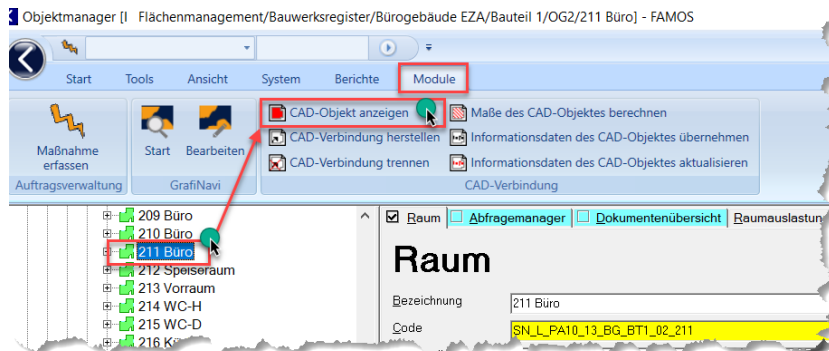 Objektmanager [I Flächenmanagement/Bauwerksregister/Bürogebäude EZA/Bauteil 1/OG2/211 Büro] - FAMOS
Start Tools Ansicht System Berichte Module
CAD-Objekt anzeigen Maße des CAD-Objektes berechnen
CAD-Verbindung herstellen Informationsdaten des CAD-Objektes übernehmen
Maßnahme erfassen Start Bearbeiten CAD-Verbindung trennen Informationsdaten des CAD-Objektes aktualisieren
Auftragsverwaltung GrafiNavi CAD-Verbindung
209 Büro
210 Büro
211 Büro
212 Speiseraum
213 Vorraum
214 WC-H
215 WC-D
216
Raum Abfragemanager Dokumentenübersicht Raumauslastun
Raum
Bezeichnung 211 Büro
Code SN_L_PA10_13_BG_BT1_02_211